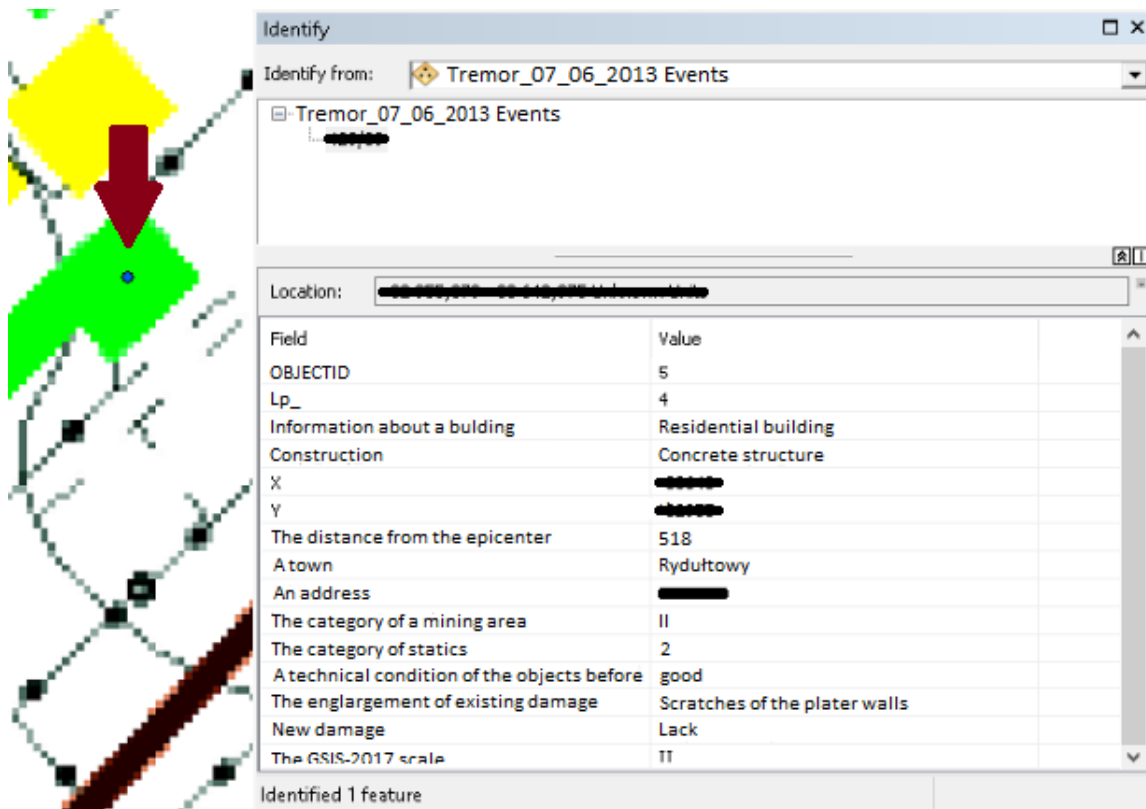 Identify
Identify from: Tremor_07_06_2013 Events
Tremor_07_06_2013 Events
Location:
Field Value
OBJECTID 5
Lp_ 4
Information about a bulding Residential building
Construction Concrete structure
X
Y
The distance from the epicenter 518
A town Rydułtowy
An address
The category of a mining area II
The category of statics 2
A technical condition of the objects before good
The englargement of existing damage Scratches of the plater walls
New damage Lack
The GSIS-2017 scale II
Identified 1 feature